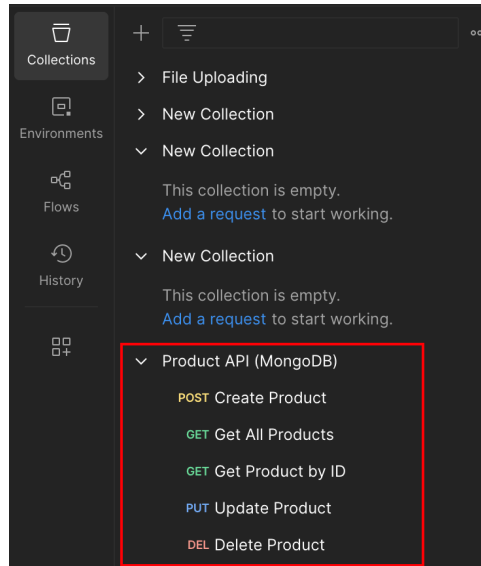 Collections
Environments
Flows
History
File Uploading
New Collection
New Collection
This collection is empty.
Add a request to start working.
New Collection
This collection is empty.
Add a request to start working.
Product API (MongoDB)
POST Create Product
GET Get All Products
GET Get Product by ID
PUT Update Product
DEL Delete Product